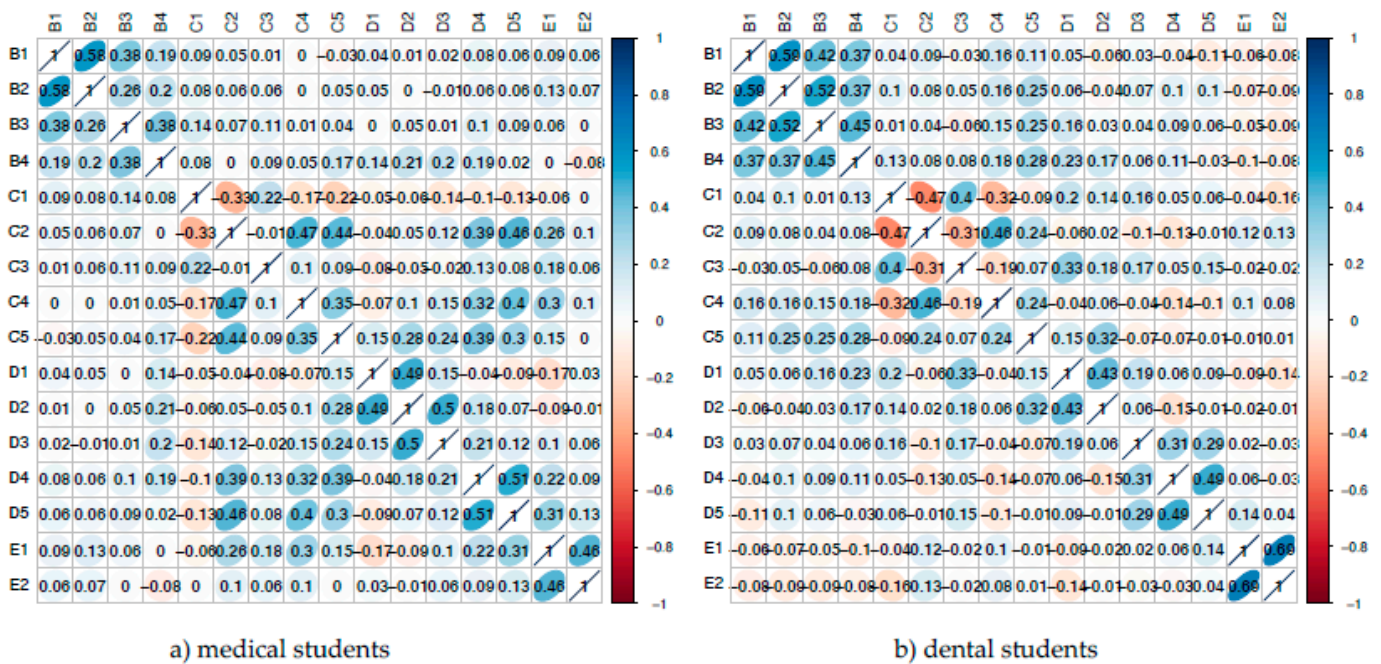 B1 B2 B3 B4 C1 C2 C3 C4 C5 D1 D2 D3 D4 D5 E1 E2
B1 1 0.58 0.38 0.19 0.09 0.05 0.01 0 −0.03 0.04 0.01 0.02 0.08 0.06 0.09 0.06
B2 0.58 1 0.26 0.2 0.08 0.06 0.06 0 0.05 0.05 0 −0.01 0.06 0.06 0.13 0.07
B3 0.38 0.26 1 0.38 0.14 0.07 0.11 0.01 0.04 0 0.05 0.01 0.1 0.09 0.06 0
B4 0.19 0.2 0.38 1 0.08 0 0.09 0.05 0.17 0.14 0.21 0.2 0.19 0.02 0 −0.08
C1 0.09 0.08 0.14 0.08 1 −0.33 0.22 −0.17 −0.22 −0.05 −0.06 −0.14 −0.1 −0.13 −0.06 0
C2 0.05 0.06 0.07 0 −0.33 1 −0.01 0.47 0.44 −0.04 0.05 0.12 0.39 0.46 0.26 0.1
C3 0.01 0.06 0.11 0.09 0.22 −0.01 1 0.1 0.09 −0.08 −0.05 −0.02 0.13 0.08 0.18 0.06
C4 0 0 0.01 0.05 −0.17 0.47 0.1 1 0.35 −0.07 0.1 0.15 0.32 0.4 0.3 0.1
C5 −0.03 0.05 0.04 0.17 −0.22 0.44 0.09 0.35 1 0.15 0.28 0.24 0.39 0.3 0.15 0
D1 0.04 0.05 0 0.14 −0.05 −0.04 −0.08 −0.07 0.15 1 0.49 0.15 −0.04 −0.09 −0.17 0.03
D2 0.01 0 0.05 0.21 −0.06 0.05 −0.05 0.1 0.28 0.49 1 0.5 0.18 0.07 −0.09 −0.01
D3 0.02 −0.01 0.01 0.2 −0.14 0.12 −0.02 0.15 0.24 0.15 0.5 1 0.21 0.12 0.1 0.06
D4 0.08 0.06 0.1 0.19 −0.1 0.39 0.13 0.32 0.39 −0.04 0.18 0.21 1 0.51 0.22 0.09
D5 0.06 0.06 0.09 0.02 −0.13 0.46 0.08 0.4 0.3 −0.09 0.07 0.12 0.51 1 0.31 0.13
E1 0.09 0.13 0.06 0 −0.06 0.26 0.18 0.3 0.15 −0.17 −0.09 0.1 0.22 0.31 1 0.46
E2 0.06 0.07 0 −0.08 0 0.1 0.06 0.1 0 0.03 −0.01 0.06 0.09 0.13 0.46 1
1
0.8
0.6
0.4
0.2
0
−0.2
−0.4
−0.6
−0.8
−1
a) medical students
B1 B2 B3 B4 C1 C2 C3 C4 C5 D1 D2 D3 D4 D5 E1 E2
B1 1 0.59 0.42 0.37 0.04 0.09 −0.03 0.16 0.11 0.05 −0.06 0.03 −0.04 −0.11 −0.06 −0.08
B2 0.59 1 0.52 0.37 0.1 0.08 0.05 0.16 0.25 0.06 −0.04 0.07 0.1 0.1 −0.07 −0.09
B3 0.42 0.52 1 0.45 0.01 0.04 −0.06 0.15 0.25 0.16 0.03 0.04 0.09 0.06 −0.05 −0.09
B4 0.37 0.37 0.45 1 0.13 0.08 0.08 0.18 0.28 0.23 0.17 0.06 0.11 −0.03 −0.1 −0.08
C1 0.04 0.1 0.01 0.13 1 −0.47 0.4 −0.32 −0.09 0.2 0.14 0.16 0.05 0.06 −0.04 −0.16
C2 0.09 0.08 0.04 0.08 −0.47 1 −0.31 0.46 0.24 −0.06 0.02 −0.1 −0.13 −0.01 0.12 0.13
C3 −0.03 0.05 −0.06 0.08 0.4 −0.31 1 −0.19 0.07 0.33 0.18 0.17 0.05 0.15 −0.02 −0.02
C4 0.16 0.16 0.15 0.18 −0.32 0.46 −0.19 1 0.24 −0.04 0.06 −0.04 −0.14 −0.1 0.1 0.08
C5 0.11 0.25 0.25 0.28 −0.09 0.24 0.07 0.24 1 0.15 0.32 −0.07 −0.07 −0.01 −0.01 0.01
D1 0.05 0.06 0.16 0.23 0.2 −0.06 0.33 −0.04 0.15 1 0.43 0.19 0.06 0.09 −0.09 −0.14
D2 −0.06 −0.04 0.03 0.17 0.14 0.02 0.18 0.06 0.32 0.43 1 0.06 −0.15 −0.01 −0.02 −0.01
D3 0.03 0.07 0.04 0.06 0.16 −0.1 0.17 −0.04 −0.07 0.19 0.06 1 0.31 0.29 0.02 −0.03
D4 −0.04 0.1 0.09 0.11 0.05 −0.13 0.05 −0.14 −0.07 0.06 −0.15 0.31 1 0.49 0.06 −0.03
D5 −0.11 0.1 0.06 −0.03 0.06 −0.01 0.15 −0.1 −0.01 0.09 −0.01 0.29 0.49 1 0.14 0.04
E1 −0.06 −0.07 −0.05 −0.1 −0.04 0.12 −0.02 0.1 −0.01 −0.09 −0.02 0.02 0.06 0.14 1 0.69
E2 −0.08 −0.09 −0.09 −0.08 −0.16 0.13 −0.02 0.08 0.01 −0.14 −0.01 −0.03 −0.03 0.04 0.69 1
1
0.8
0.6
0.4
0.2
0
−0.2
−0.4
−0.6
−0.8
−1
b) dental students